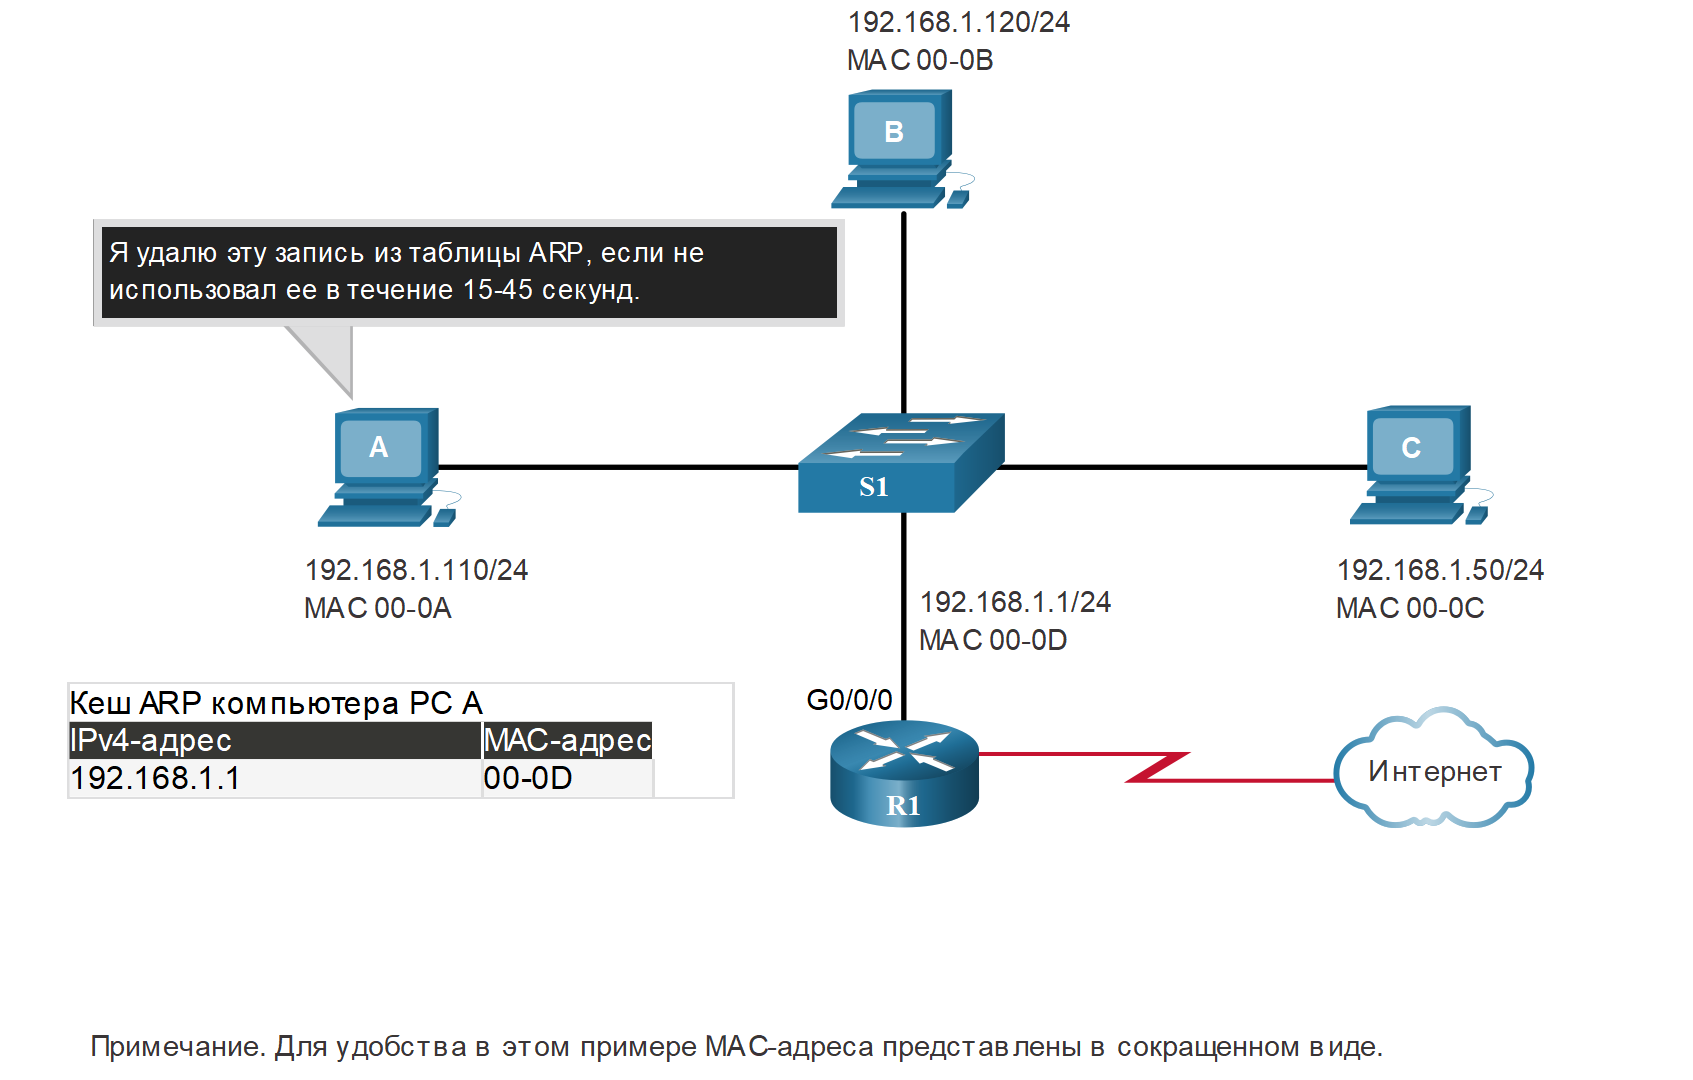 192.168.1.120/24
MAC 00-0B
B
Я удалю эту запись из таблицы ARP, если не
использовал ее в течение 15-45 секунд.
A
S1
C
192.168.1.110/24
MAC 00-0A
192.168.1.50/24
MAC 00-0C
192.168.1.1/24
MAC 00-0D
G0/0/0
Кеш ARP компьютера PC A
IPv4-адрес MAC-адрес
192.168.1.1 00-0D
R1
Интернет
Примечание. Для удобства в этом примере MAC-адреса представлены в сокращенном виде.